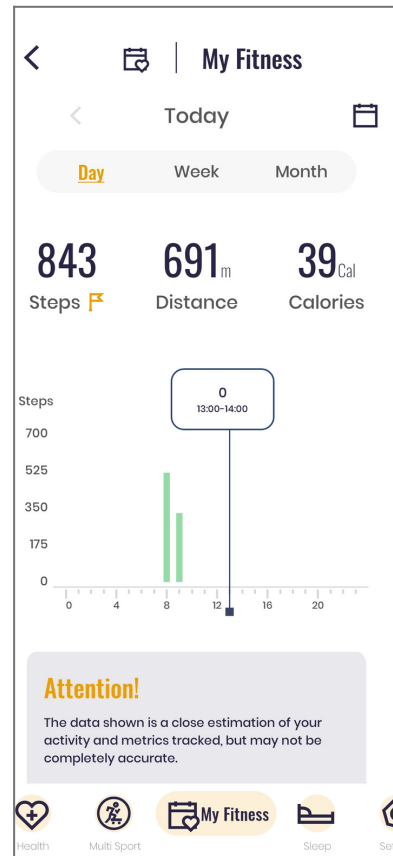 My Fitness
Today
Day Week Month
843 691m 39Cal
Steps Distance Calories
0
13:00-14:00
Steps
700
525
350
175
0
0 4 8 12 16 20
Attention!
The data shown is a close estimation of your
activity and metrics tracked, but may not be
completely accurate.
My Fitness
Health Multi Sport Sleep Set